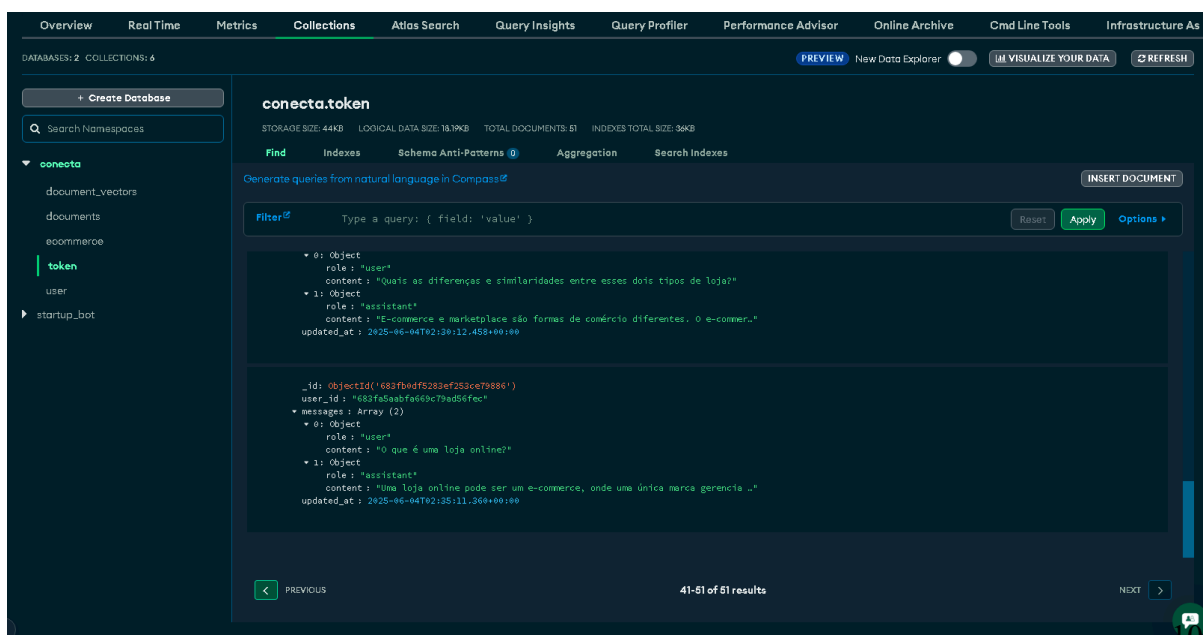 Overview Real Time Metrics Collections Atlas Search Query Insights Query Profiler Performance Advisor Online Archive Cmd Line Tools Infrastructure As
DATABASES: 2 COLLECTIONS: 6
PREVIEW New Data Explorer VISUALIZE YOUR DATA REFRESH
+ Create Database
Search Namespaces
conecta
document_vectors
documents
ecommerce
token
user
startup_bot
conecta.token
STORAGE SIZE: 44KB LOGICAL DATA SIZE: 18.19KB TOTAL DOCUMENTS: 51 INDEXES TOTAL SIZE: 36KB
Find Indexes Schema Anti-Patterns 0 Aggregation Search Indexes
Generate queries from natural language in Compass
INSERT DOCUMENT
Filter Type a query: { field: 'value' } Reset Apply Options
0: Object
role : "user"
content : "Quais as diferenças e similaridades entre esses dois tipos de loja?"
1: Object
role : "assistant"
content : "E-commerce e marketplace são formas de comércio diferentes. O e-commer…"
updated_at : 2025-06-04T02:30:12.458+00:00
_id: ObjectId('683fb0df5283ef253ce79886')
user_id : "683fa5aabfa669c79ad56fec"
messages : Array (2)
0: Object
role : "user"
content : "O que é uma loja online?"
1: Object
role : "assistant"
content : "Uma loja online pode ser um e-commerce, onde uma única marca gerencia …"
updated_at : 2025-06-04T02:35:11.360+00:00
PREVIOUS 41-51 of 51 results NEXT